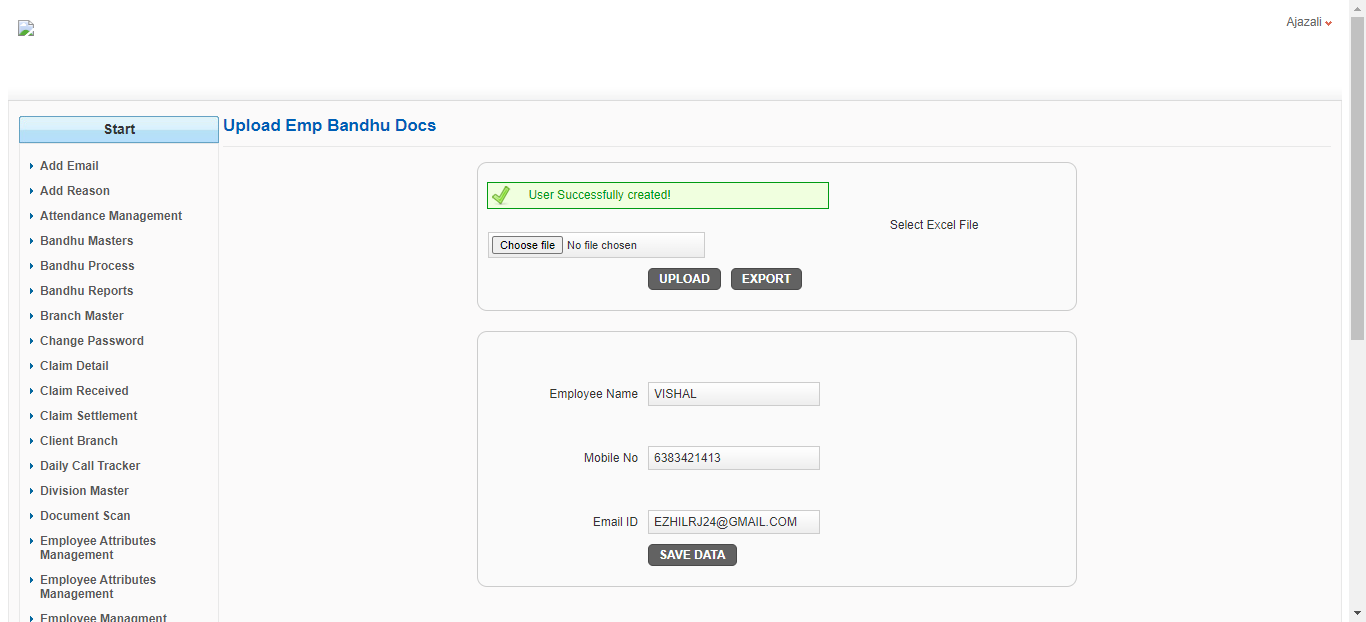 Ajazali
Start
Upload Emp Bandhu Docs
Add Email
Add Reason
Attendance Management
Bandhu Masters
Bandhu Process
Bandhu Reports
Branch Master
Change Password
Claim Detail
Claim Received
Claim Settlement
Client Branch
Daily Call Tracker
Division Master
Document Scan
Employee Attributes
Management
Employee Attributes
Management
Employee Managment
User Successfully created!
Select Excel File
Choose file No file chosen
UPLOAD EXPORT
Employee Name VISHAL
Mobile No 6383421413
Email ID EZHILRJ24@GMAIL.COM
SAVE DATA